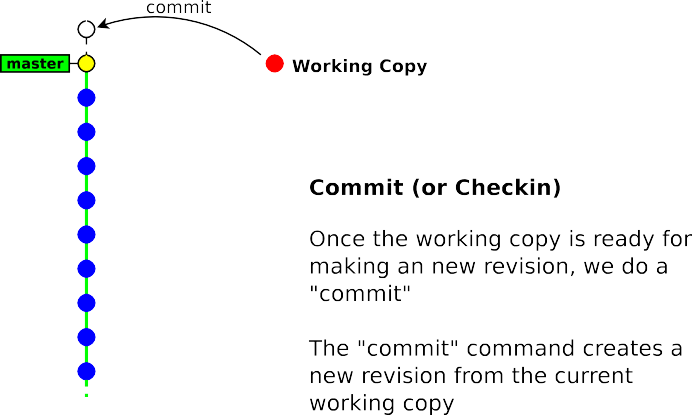 commit
master
Working Copy
Commit (or Checkin)
Once the working copy is ready for
making an new revision, we do a
"commit"
The "commit" command creates a
new revision from the current
working copy